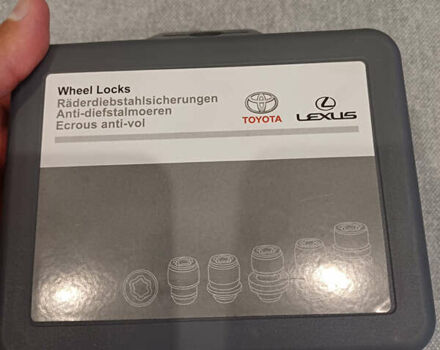 Wheel Locks
Räderdiebstahlsicherungen
Anti-diefstalmoeren
Ecrous anti-vol
TOYOTA
LEXUS